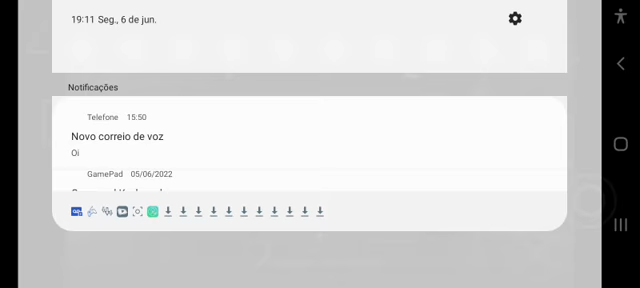 19:11 Seg., 6 de jun.
Notificações
Telefone 15:50
Novo correio de voz
Oi
GamePad 05/06/2022